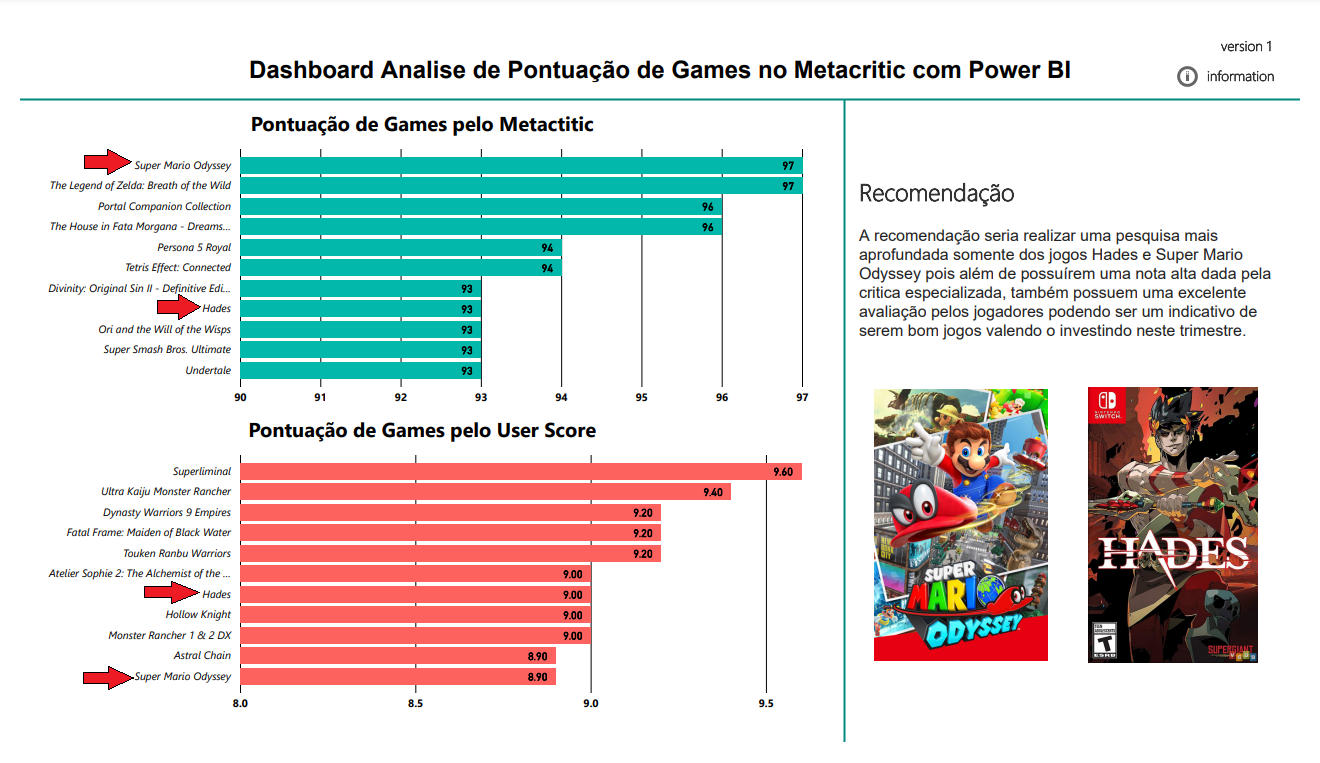 version 1
Dashboard Analise de Pontuação de Games no Metacritic com Power BI
information
Pontuação de Games pelo Metactitic
Super Mario Odyssey 97
The Legend of Zelda: Breath of the Wild 97
Portal Companion Collection 96
The House in Fata Morgana - Dreams... 96
Persona 5 Royal 94
Tetris Effect: Connected 94
Divinity: Original Sin II - Definitive Edi... 93
Hades 93
Ori and the Will of the Wisps 93
Super Smash Bros. Ultimate 93
Undertale 93
90 91 92 93 94 95 96 97
Pontuação de Games pelo User Score
Superliminal 9.60
Ultra Kaiju Monster Rancher 9.40
Dynasty Warriors 9 Empires 9.20
Fatal Frame: Maiden of Black Water 9.20
Touken Ranbu Warriors 9.20
Atelier Sophie 2: The Alchemist of the ... 9.00
Hades 9.00
Hollow Knight 9.00
Monster Rancher 1 & 2 DX 9.00
Astral Chain 8.90
Super Mario Odyssey 8.90
8.0 8.5 9.0 9.5
Recomendação
A recomendação seria realizar uma pesquisa mais
aprofundada somente dos jogos Hades e Super Mario
Odyssey pois além de possuírem uma nota alta dada pela
critica especializada, também possuem uma excelente
avaliação pelos jogadores podendo ser um indicativo de
serem bom jogos valendo o investindo neste trimestre.
SUPER
MARIO
ODYSSEY
NINTENDO
SWITCH
HADES
TEEN
T
ESRB
SUPERGIANT